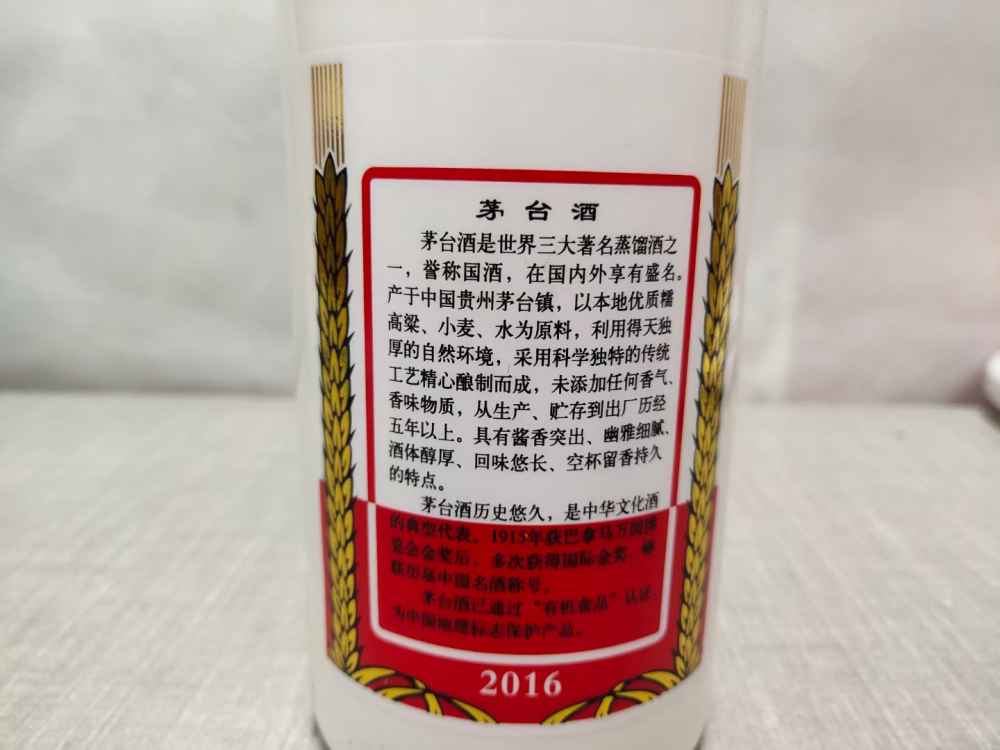 茅台酒
茅台酒是世界三大著名蒸馏酒之
一，誉称国酒，在国内外享有盛名。
产于中国贵州茅台镇，以本地优质糯
高粱、小麦、水为原料，利用得天独
厚的自然环境，采用科学独特的传统
工艺精心酿制而成，未添加任何香气、
香味物质，从生产、贮存到出厂历经
五年以上。具有酱香突出、幽雅细腻、
酒体醇厚、回味悠长、空杯留香持久
的特点。
茅台酒历史悠久，是中华文化酒
的典型代表。1915年获巴拿马万国博
览会金奖后，多次获得国际金奖，蝉
联历届中国名酒称号。
茅台酒已通过“有机食品”认证，
为中国地理标志保护产品。
2016